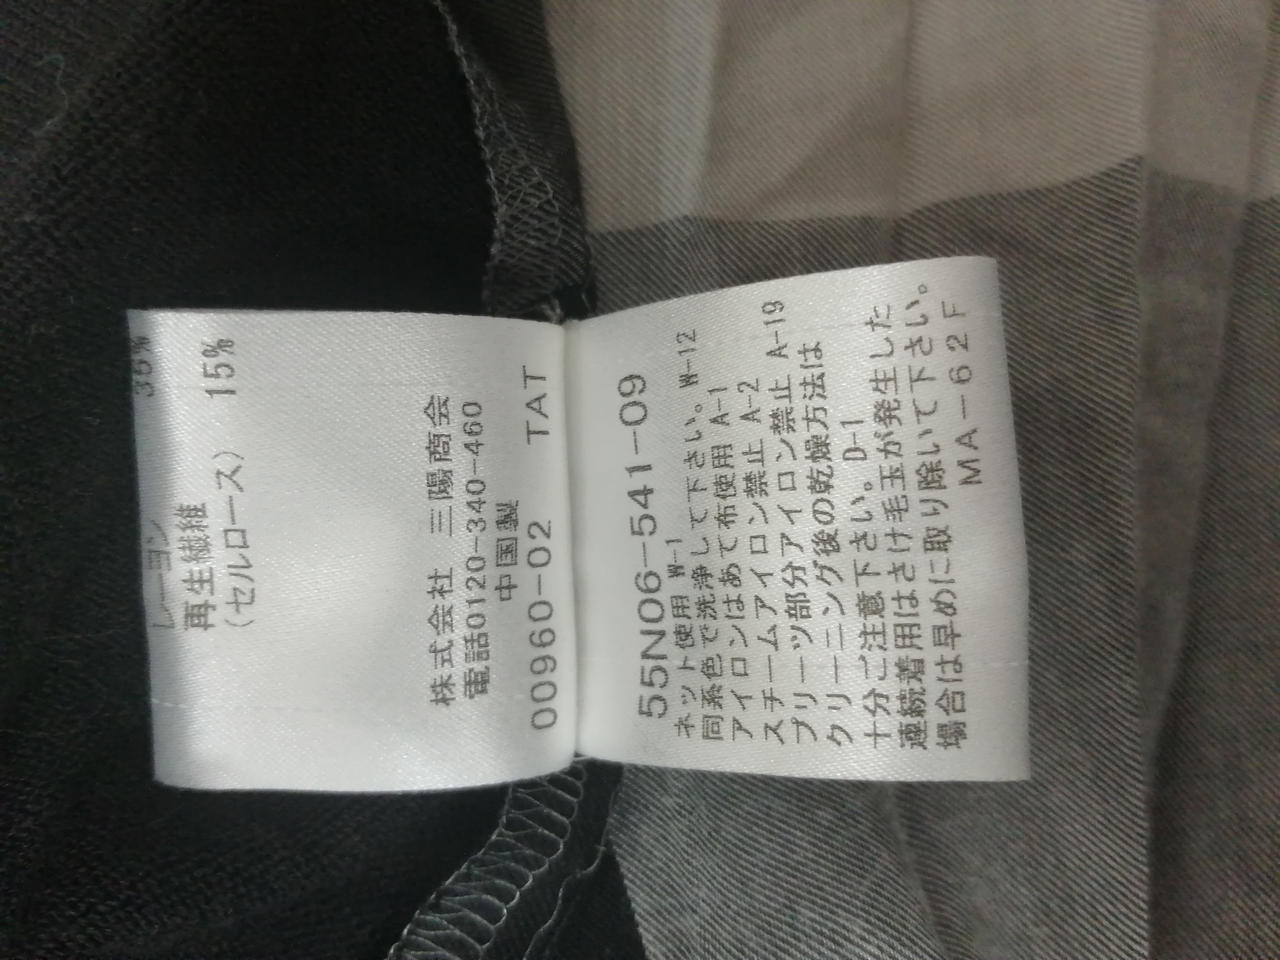 レーヨン 35%
再生繊維
(セルロース) 15%
株式会社 三陽商会
電話0120-340-460
中国製
00960-02 TAT
55N06-541-09
ネット使用 W-1
同系色で洗浄して下さい。W-12
アイロンはあて布使用 A-1
スチームアイロン禁止 A-2
プリーツ部分アイロン禁止 A-19
クリーニング後の乾燥方法は
十分ご注意下さい。D-1
連続着用はさけ毛玉が発生した
場合は早めに取り除いて下さい。
MA-62F